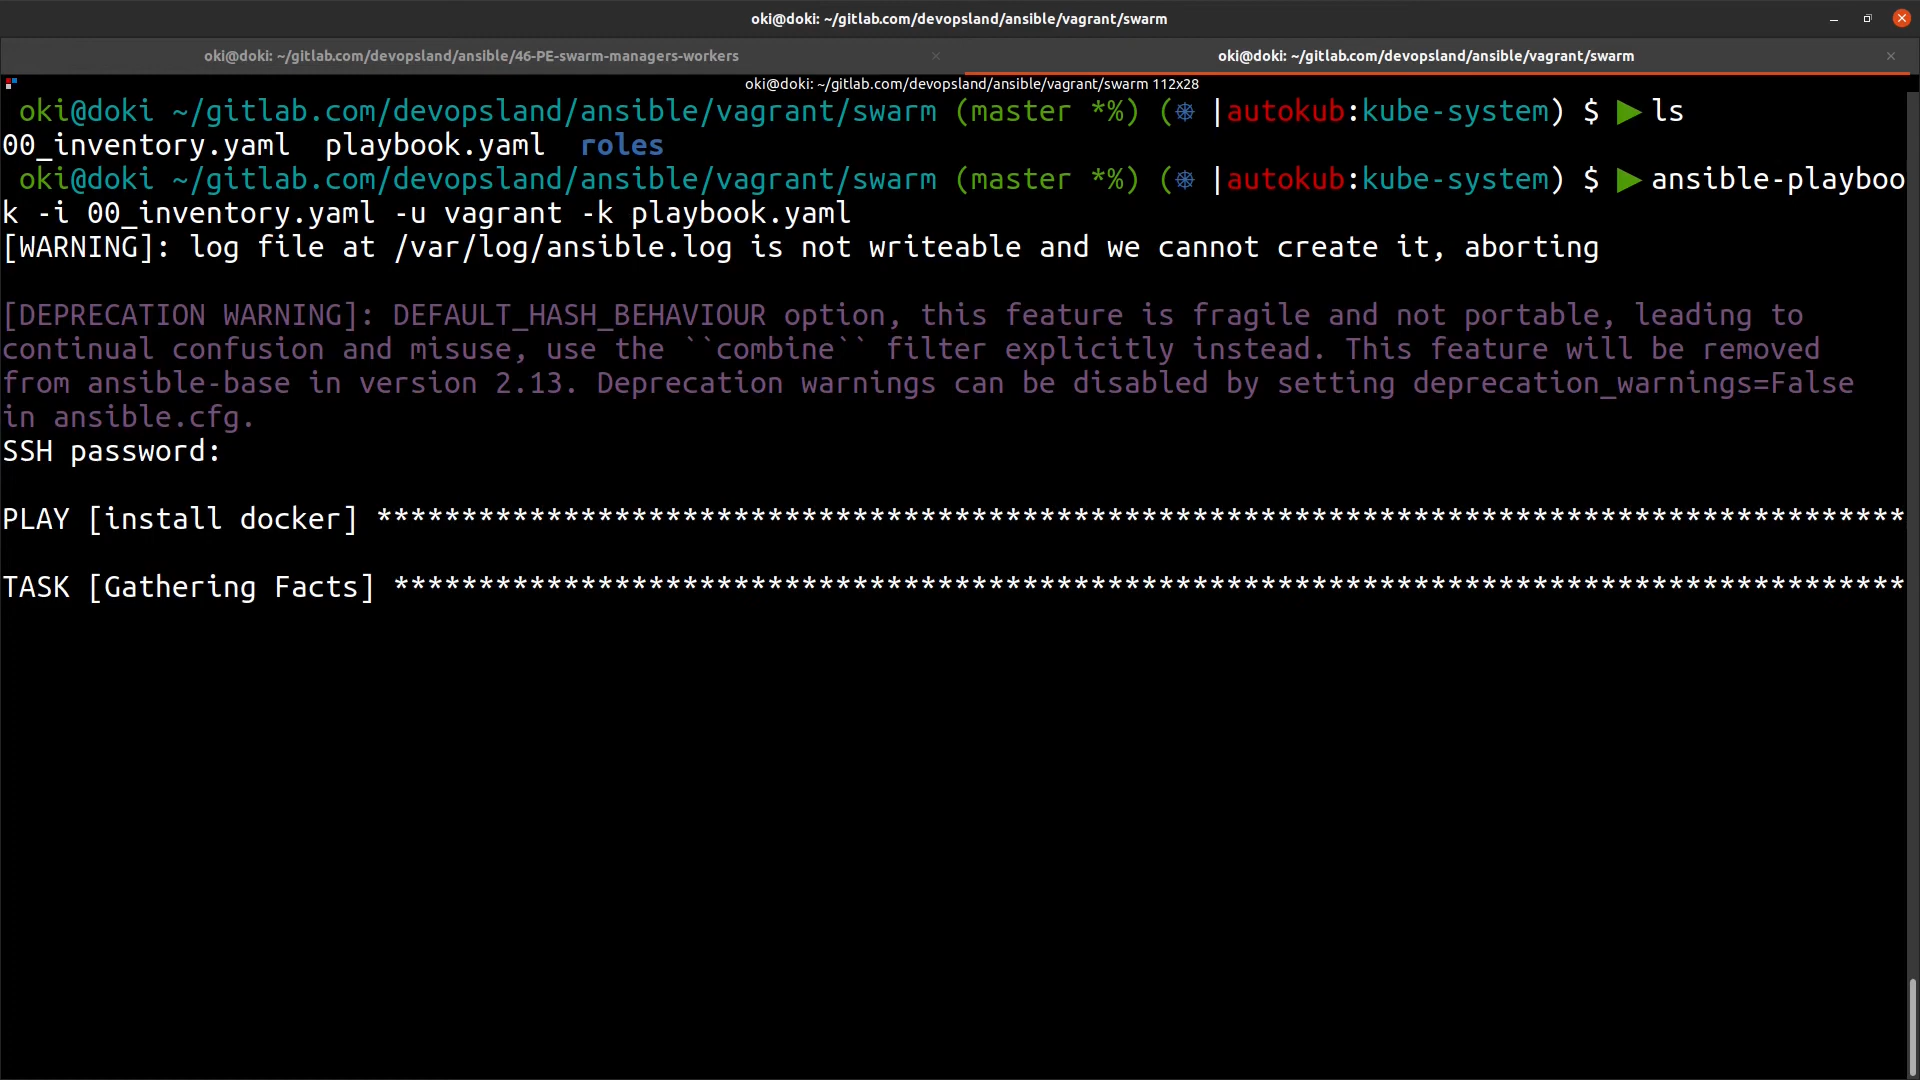 oki@doki: ~/gitlab.com/devopsland/ansible/vagrant/swarm
oki@doki: ~/gitlab.com/devopsland/ansible/46-PE-swarm-managers-workers
oki@doki: ~/gitlab.com/devopsland/ansible/vagrant/swarm
oki@doki: ~/gitlab.com/devopsland/ansible/vagrant/swarm 112x28
oki@doki ~/gitlab.com/devopsland/ansible/vagrant/swarm (master *%) (⎈ |autokub:kube-system) $ ▶ ls
00_inventory.yaml  playbook.yaml  roles
oki@doki ~/gitlab.com/devopsland/ansible/vagrant/swarm (master *%) (⎈ |autokub:kube-system) $ ▶ ansible-playboo
k -i 00_inventory.yaml -u vagrant -k playbook.yaml
[WARNING]: log file at /var/log/ansible.log is not writeable and we cannot create it, aborting
[DEPRECATION WARNING]: DEFAULT_HASH_BEHAVIOUR option, this feature is fragile and not portable, leading to
continual confusion and misuse, use the ``combine`` filter explicitly instead. This feature will be removed
from ansible-base in version 2.13. Deprecation warnings can be disabled by setting deprecation_warnings=False
in ansible.cfg.
SSH password:
PLAY [install docker] ******************************************************************************************
TASK [Gathering Facts] *****************************************************************************************